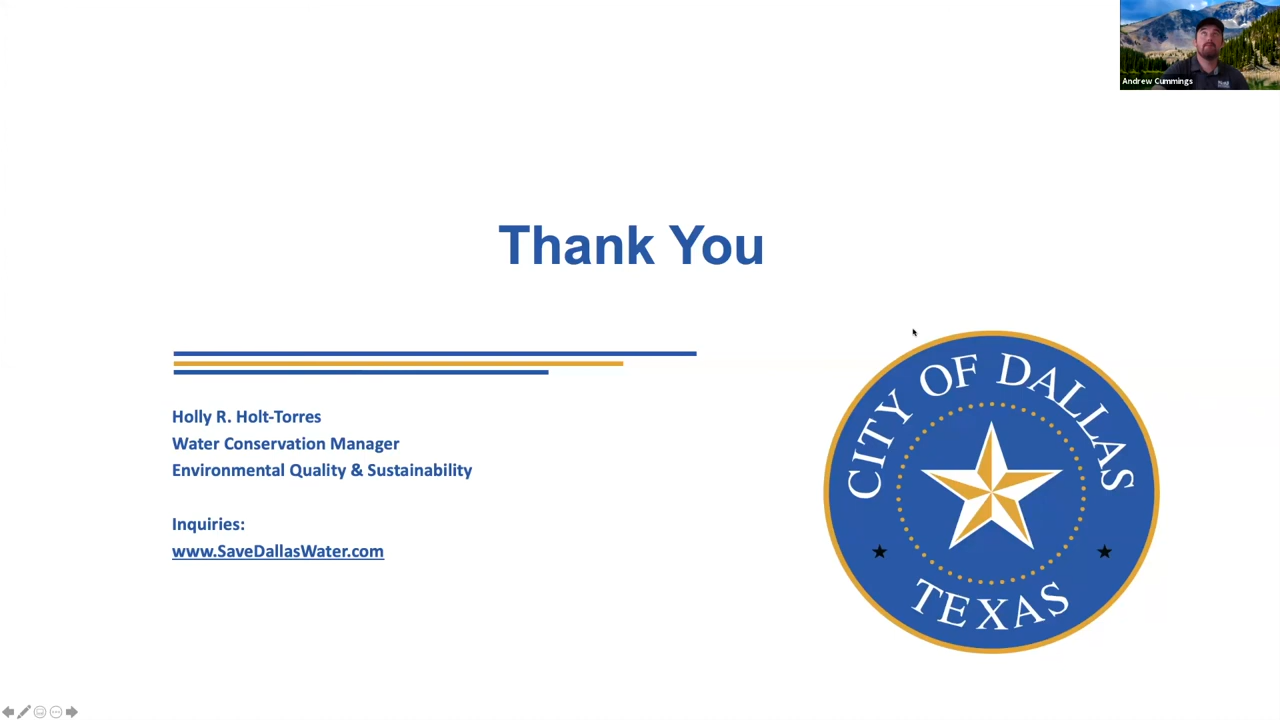 Andrew Cummings
Thank You
Holly R. Holt-Torres
Water Conservation Manager
Environmental Quality & Sustainability
Inquiries:
www.SaveDallasWater.com
CITY OF DALLAS
TEXAS